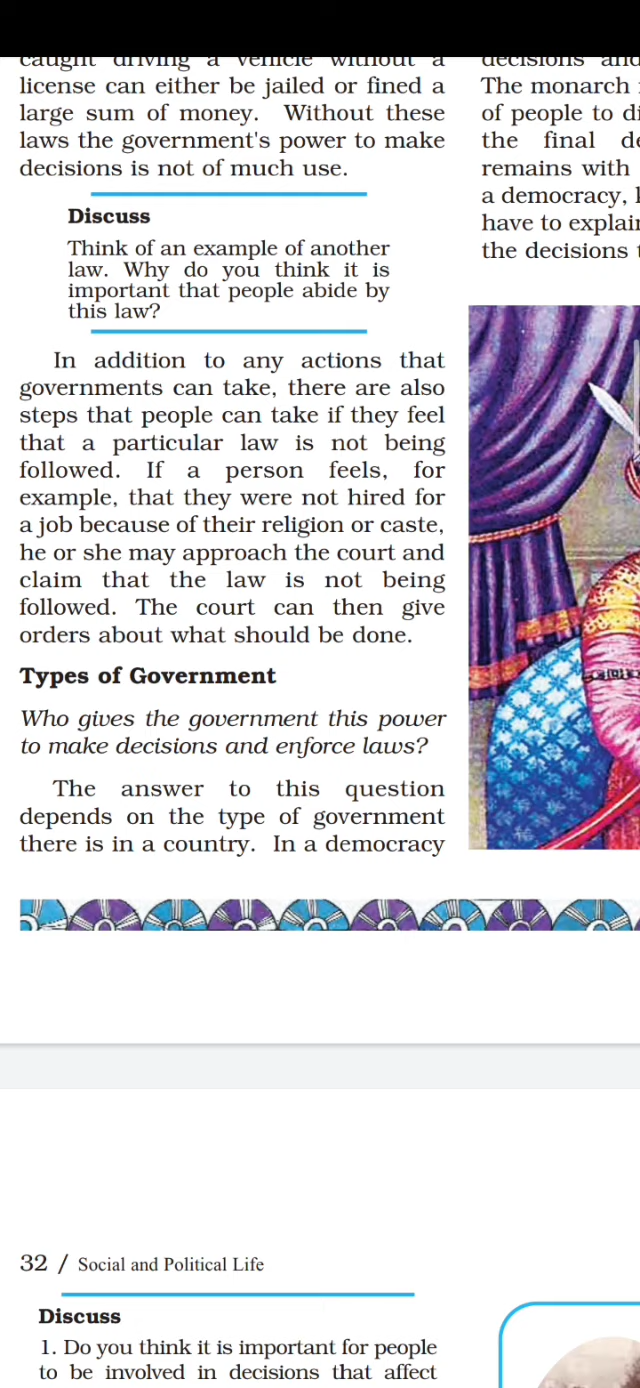 caught driving a vehicle without a
license can either be jailed or fined a
large sum of money. Without these
laws the government's power to make
decisions is not of much use.
Discuss
Think of an example of another
law. Why do you think it is
important that people abide by
this law?
In addition to any actions that
governments can take, there are also
steps that people can take if they feel
that a particular law is not being
followed. If a person feels, for
example, that they were not hired for
a job because of their religion or caste,
he or she may approach the court and
claim that the law is not being
followed. The court can then give
orders about what should be done.
Types of Government
Who gives the government this power
to make decisions and enforce laws?
The answer to this question
depends on the type of government
there is in a country. In a democracy
decisions and
The monarch
of people to
the final
remains with
a democracy,
have to
the decisions
32 / Social and Political Life
Discuss
1. Do you think it is important for people
to be involved in decisions that affect